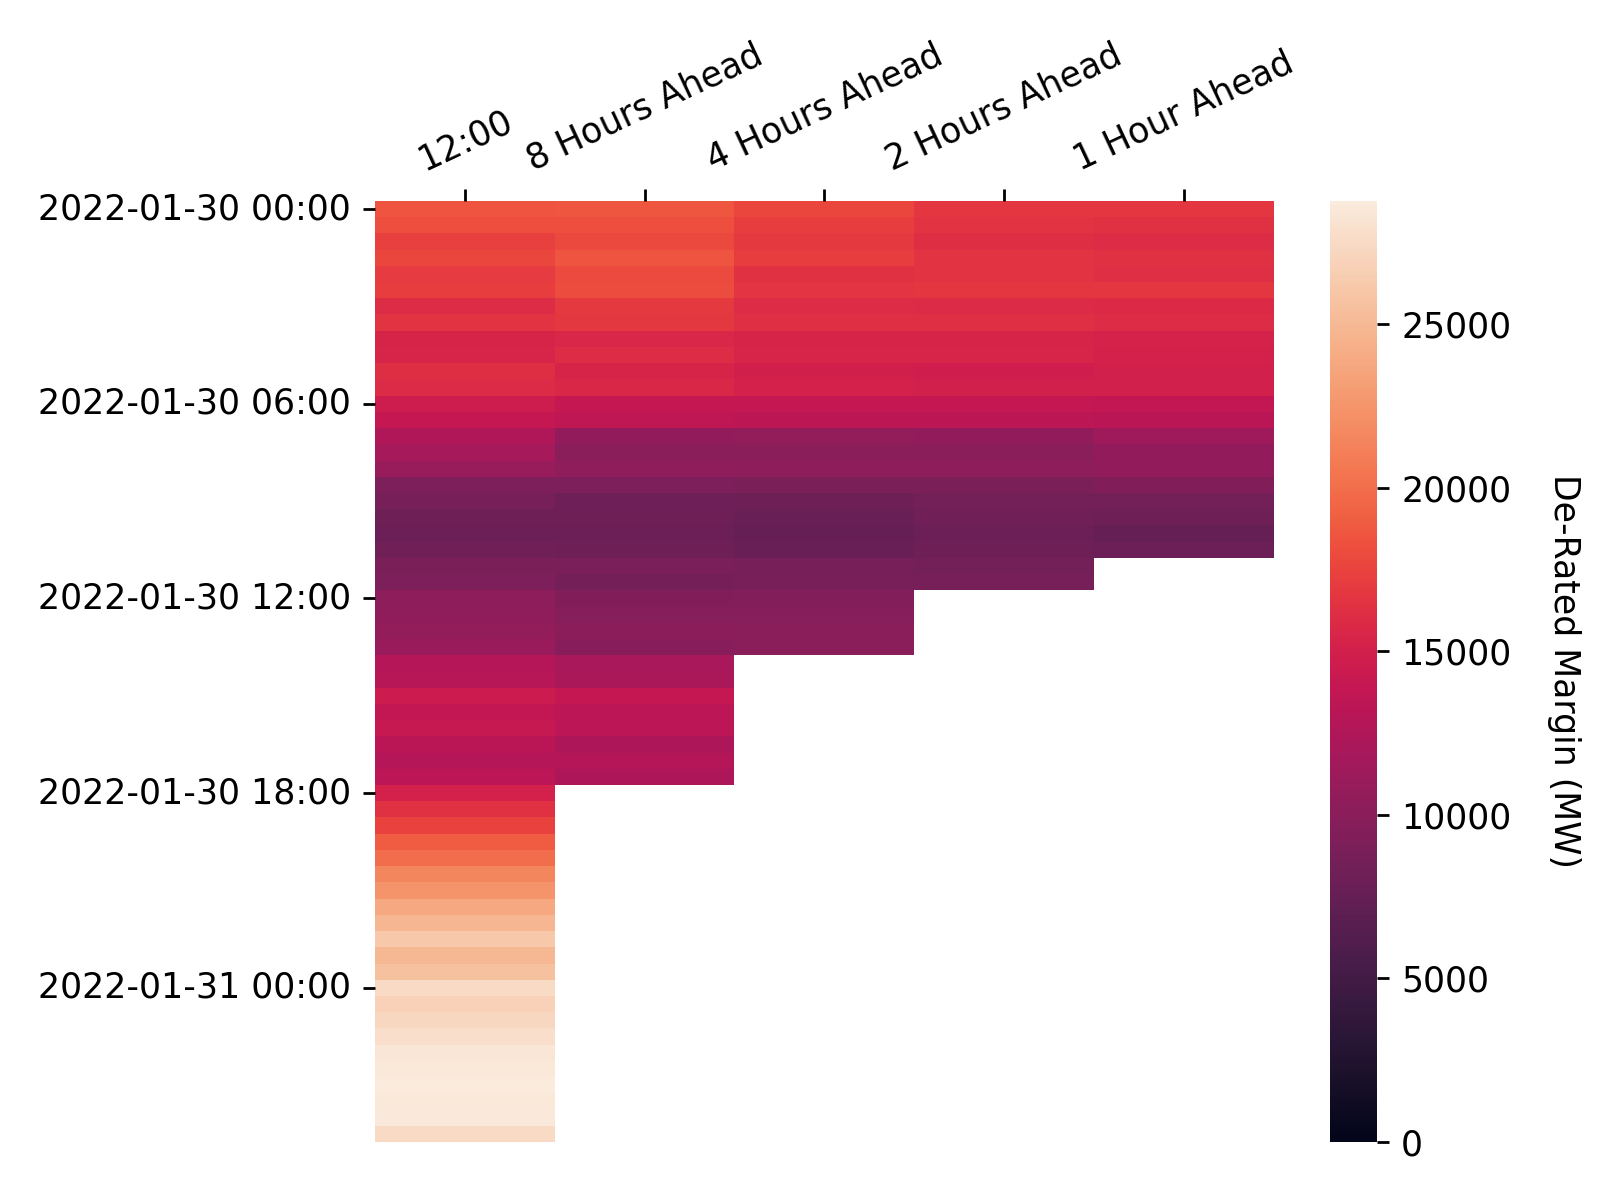 12:00
8 Hours Ahead
4 Hours Ahead
2 Hours Ahead
1 Hour Ahead
2022-01-30 00:00
2022-01-30 06:00
2022-01-30 12:00
2022-01-30 18:00
2022-01-31 00:00
25000
20000
15000
10000
5000
0
De-Rated Margin (MW)